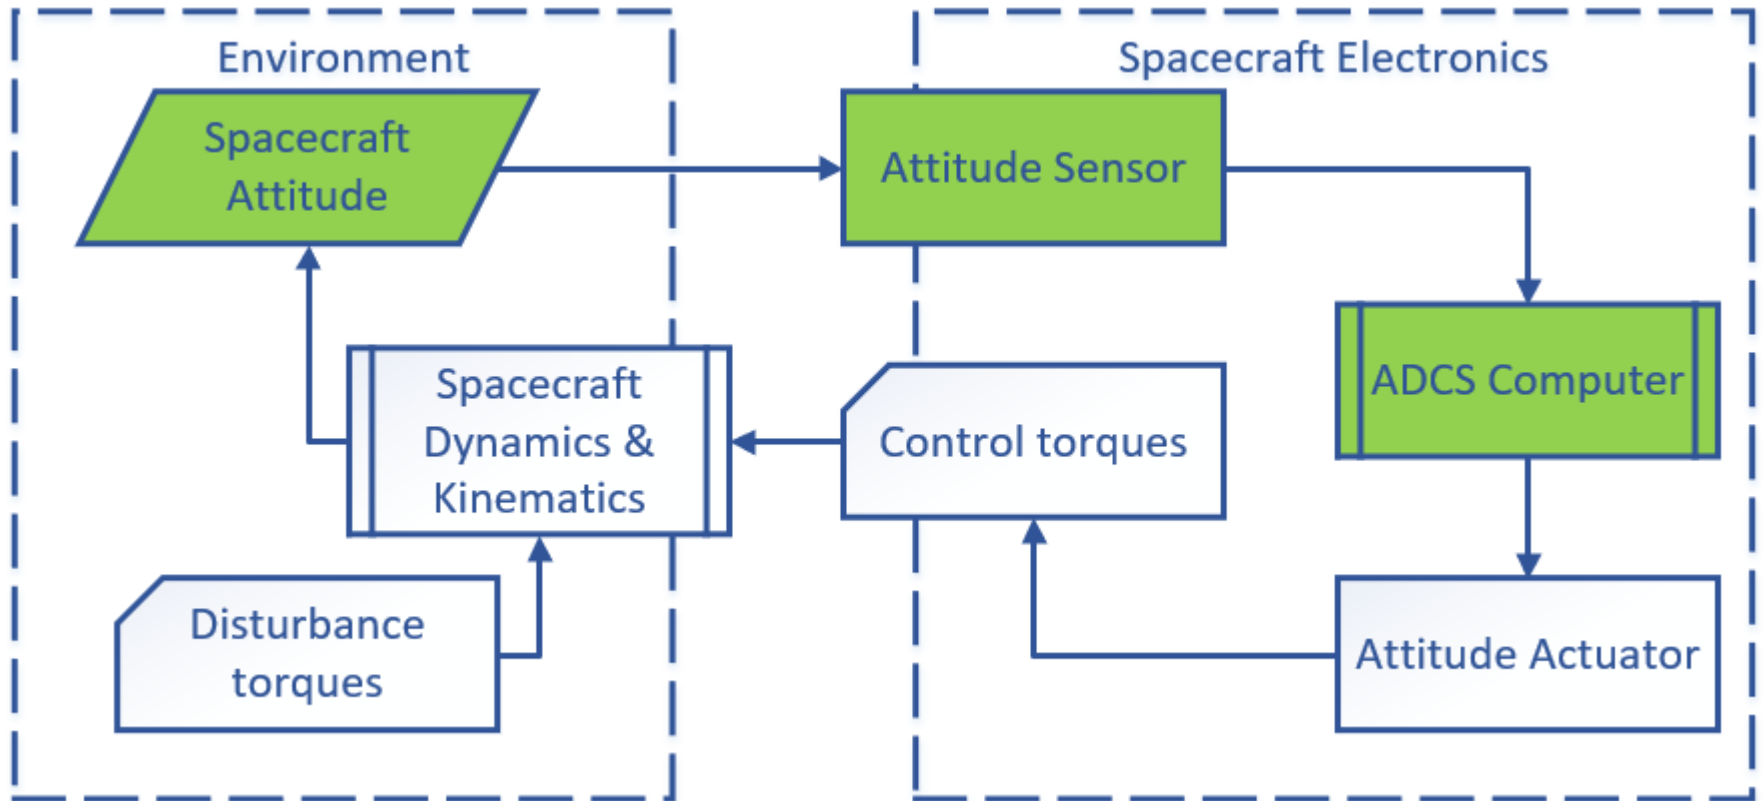 Environment
Spacecraft Electronics
Spacecraft
Attitude
Attitude Sensor
ADCS Computer
Spacecraft
Dynamics &
Kinematics
Control torques
Disturbance
torques
Attitude Actuator